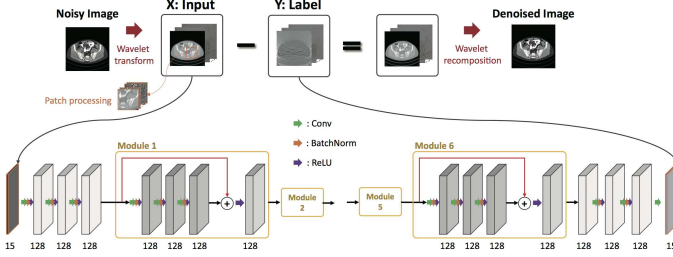 Noisy Image
X: Input
Y: Label
Denoised Image
Wavelet
transform
Wavelet
recomposition
Patch processing
: Conv
: BatchNorm
: ReLU
Module 1
Module 6
Module
2
Module
5
15
128
128
128
128
128
128
128
128
128
128
128
128
128
128
15